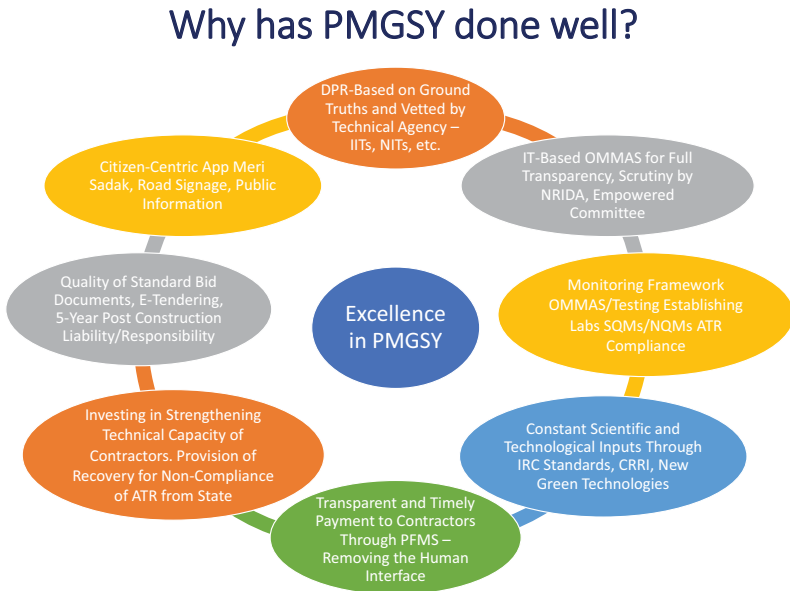 Why has PMGSY done well?
DPR-Based on Ground
Truths and Vetted by
Technical Agency –
IITs, NITs, etc.
IT-Based OMMAS for Full
Transparency, Scrutiny by
NRIDA, Empowered
Committee
Monitoring Framework
OMMAS/Testing Establishing
Labs SQMs/NQMs ATR
Compliance
Constant Scientific and
Technological Inputs Through
IRC Standards, CRRI, New
Green Technologies
Transparent and Timely
Payment to Contractors
Through PFMS –
Removing the Human
Interface
Investing in Strengthening
Technical Capacity of
Contractors. Provision of
Recovery for Non-Compliance
of ATR from State
Quality of Standard Bid
Documents, E-Tendering,
5-Year Post Construction
Liability/Responsibility
Citizen-Centric App Meri
Sadak, Road Signage, Public
Information
Excellence
in PMGSY